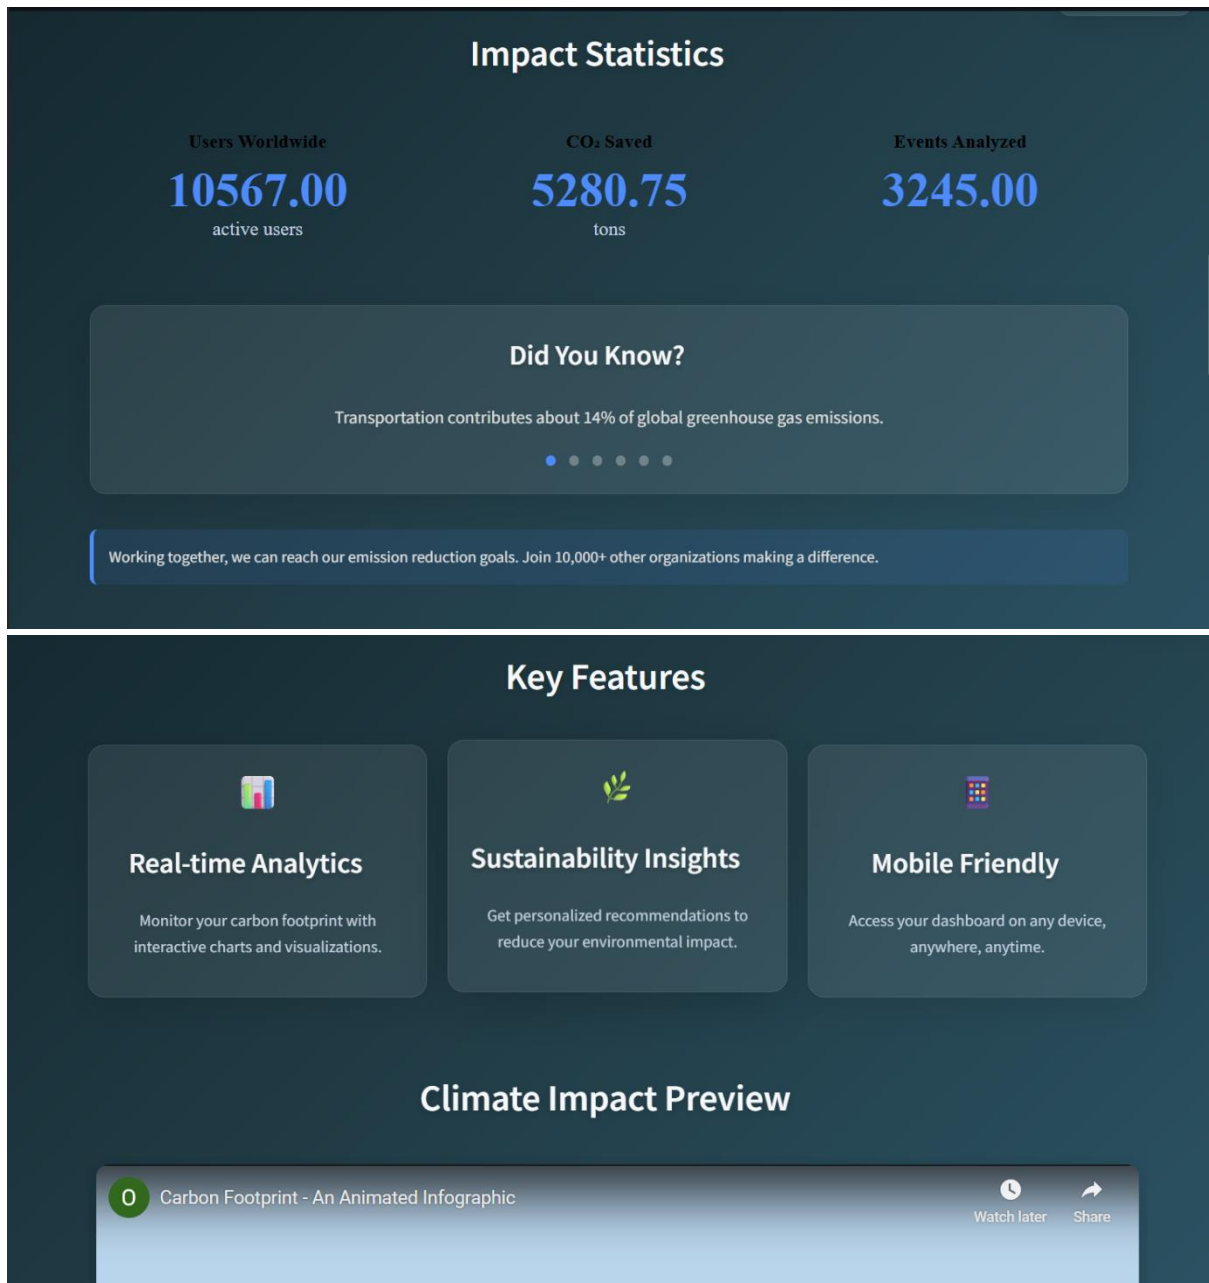 Impact Statistics
Users Worldwide
10567.00
active users
CO₂ Saved
5280.75
tons
Events Analyzed
3245.00
Did You Know?
Transportation contributes about 14% of global greenhouse gas emissions.
Working together, we can reach our emission reduction goals. Join 10,000+ other organizations making a difference.
Key Features
Real-time Analytics
Monitor your carbon footprint with
interactive charts and visualizations.
Sustainability Insights
Get personalized recommendations to
reduce your environmental impact.
Mobile Friendly
Access your dashboard on any device,
anywhere, anytime.
Climate Impact Preview
O
Carbon Footprint - An Animated Infographic
Watch later
Share